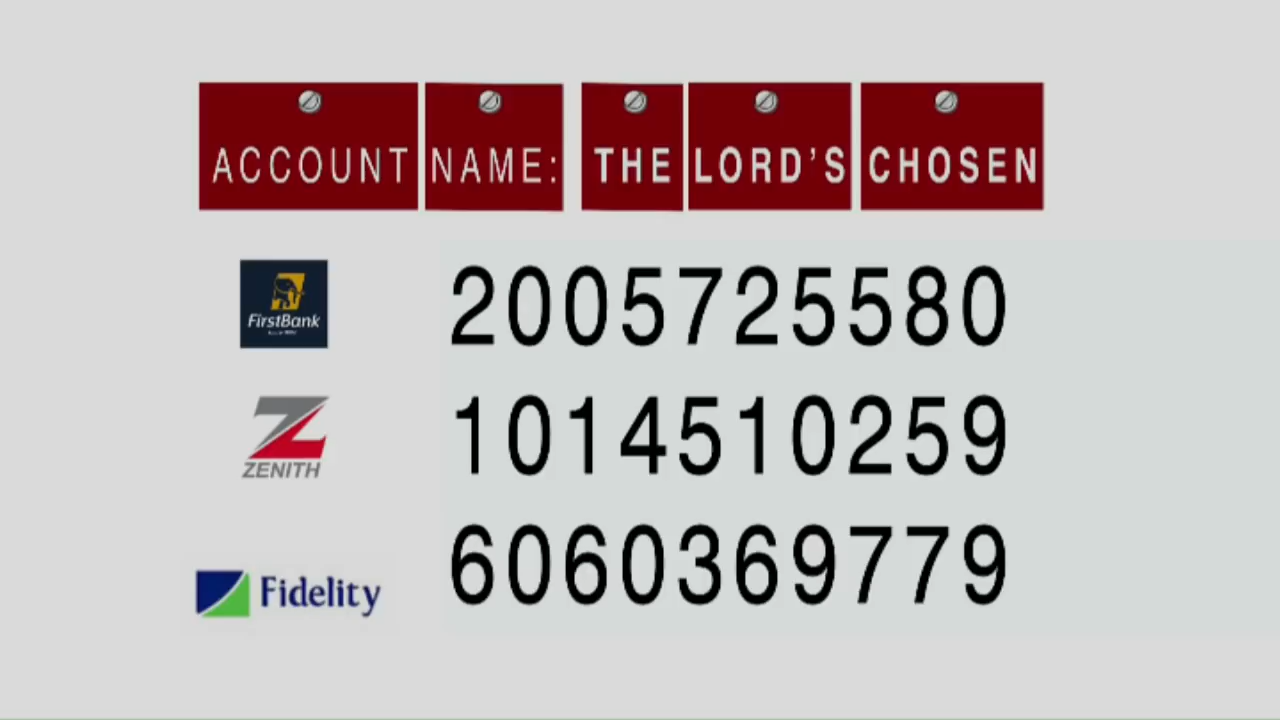 ACCOUNT NAME: THE LORD'S CHOSEN
FirstBank
2005725580
ZENITH
1014510259
Fidelity
6060369779